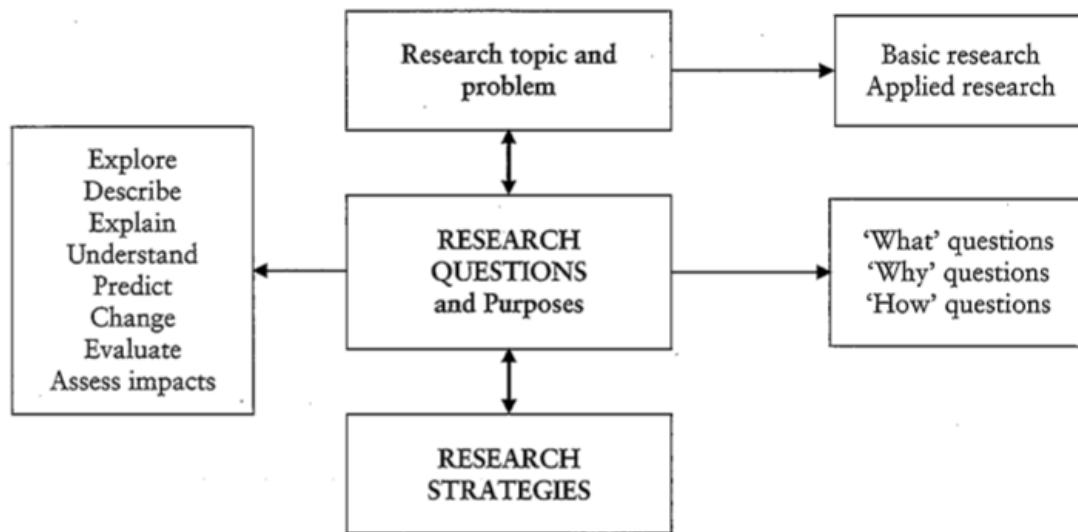 Research topic and
problem
Basic research
Applied research
Explore
Describe
Explain
Understand
Predict
Change
Evaluate
Assess impacts
RESEARCH
QUESTIONS
and Purposes
‘What’ questions
‘Why’ questions
‘How’ questions
RESEARCH
STRATEGIES